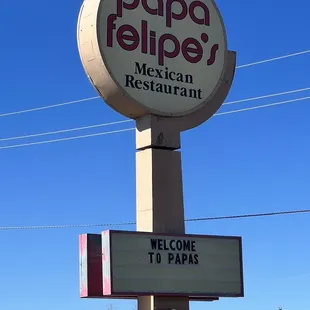 papa
felipe's
Mexican
Restaurant
WELCOME
TO PAPAS